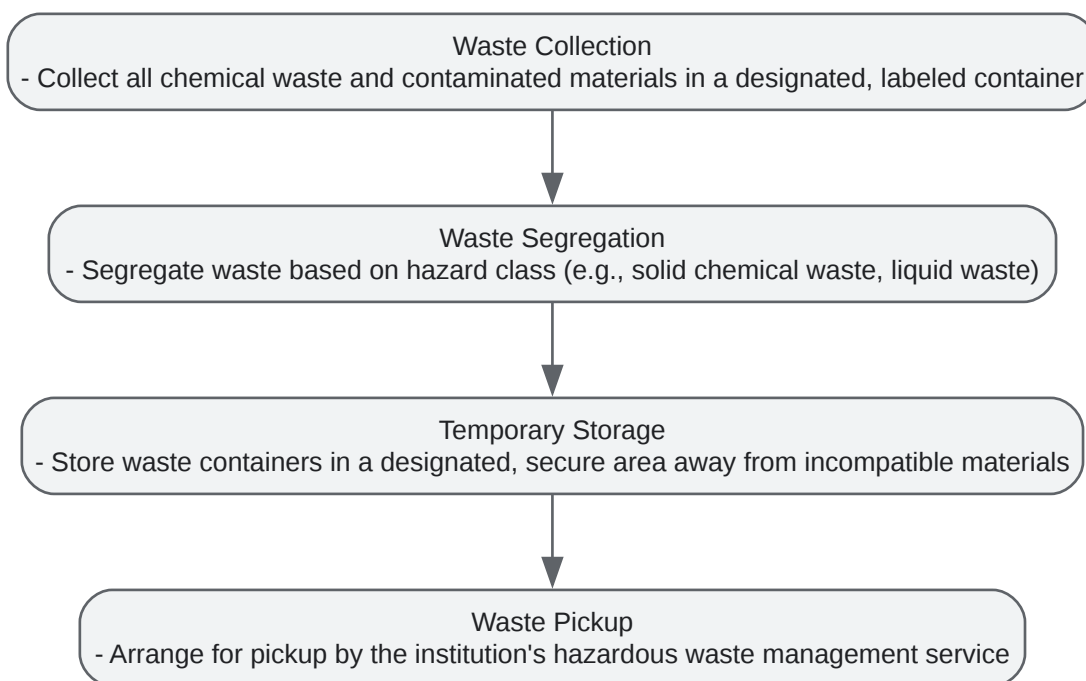 Waste Collection
- Collect all chemical waste and contaminated materials in a designated, labeled container
Waste Segregation
- Segregate waste based on hazard class (e.g., solid chemical waste, liquid waste)
Temporary Storage
- Store waste containers in a designated, secure area away from incompatible materials
Waste Pickup
- Arrange for pickup by the institution's hazardous waste management service